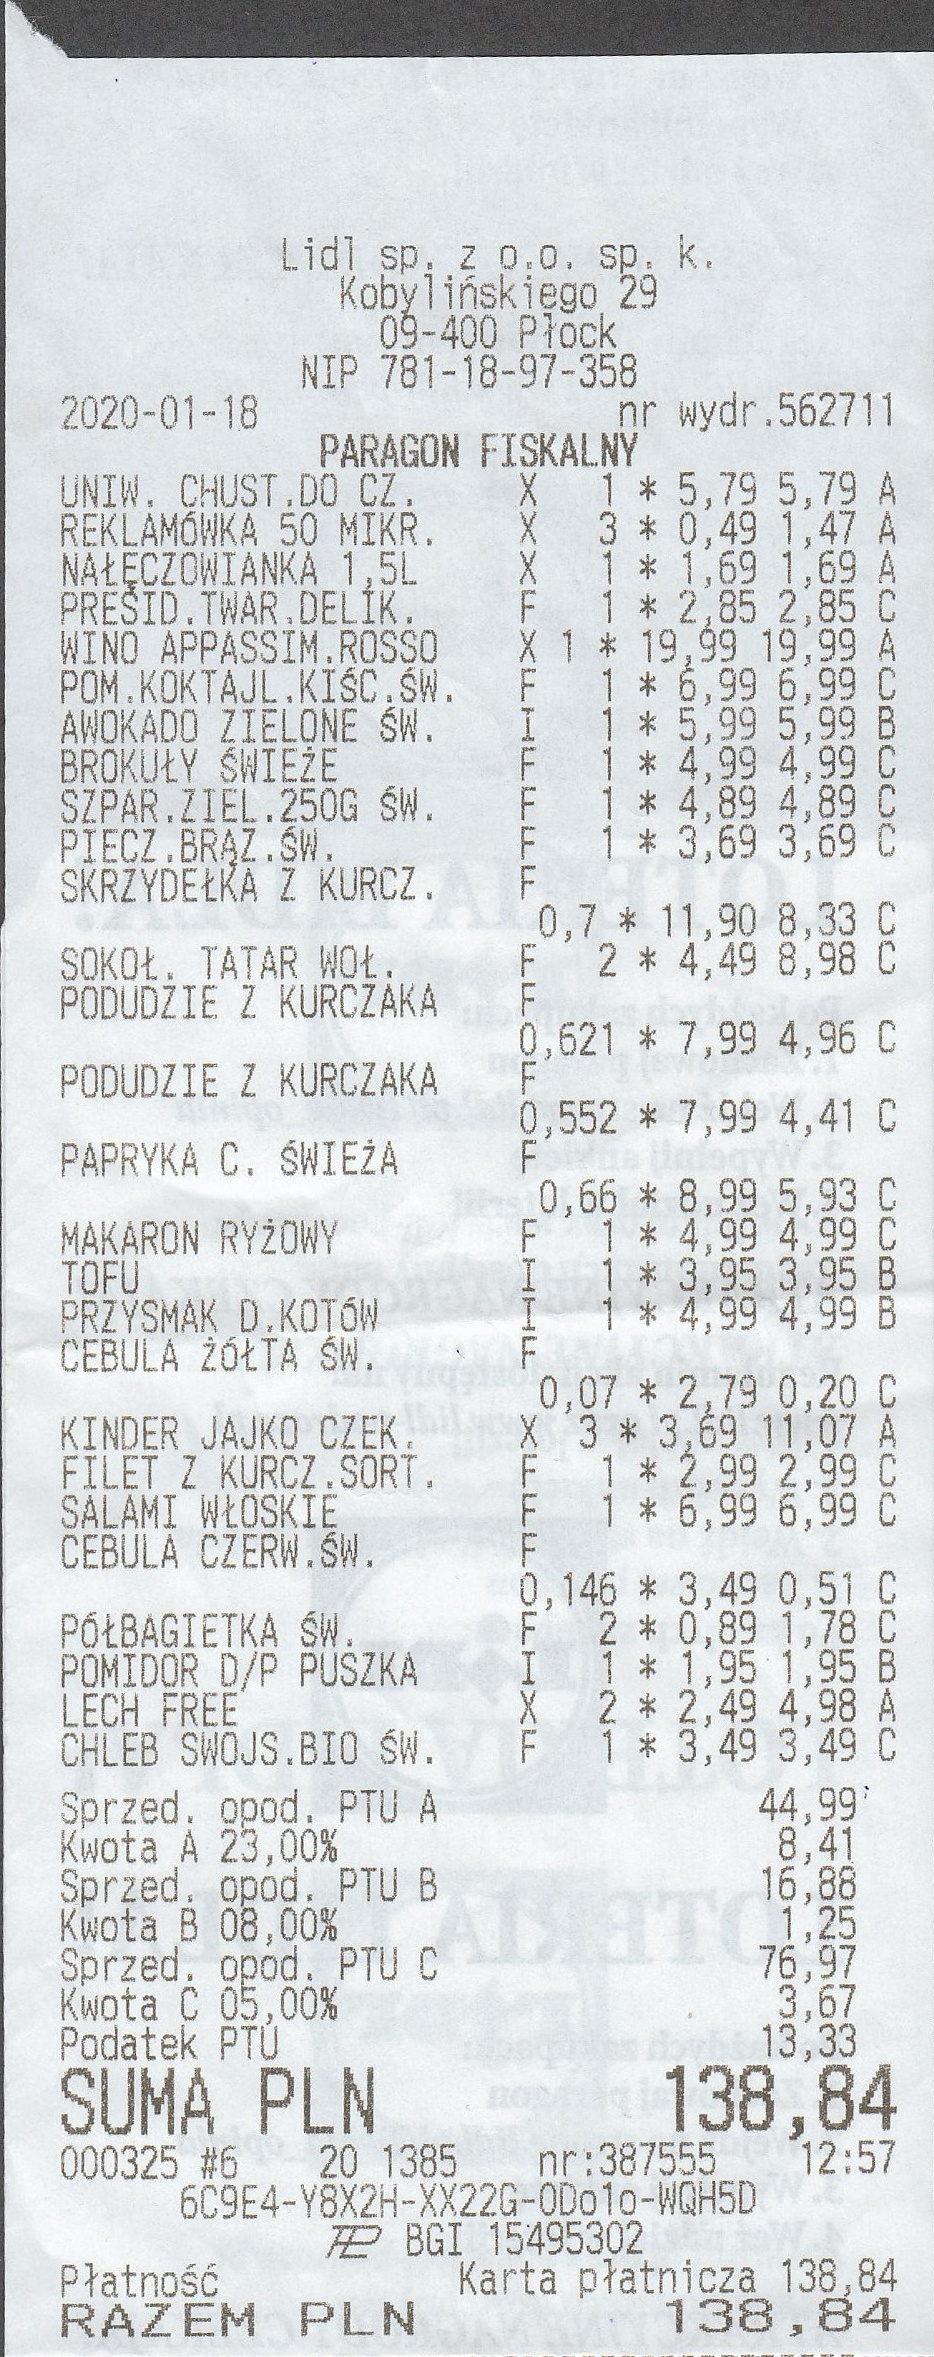 Lidl sp. z o.o. sp. k.
Kobylińskiego 29
09-400 Płock
NIP 781-18-97-358
2020-01-18 nr wydr.562711
PARAGON FISKALNY
UNIW. CHUST.DO CZ. X 1 * 5,79 5,79 A
REKLAMÓWKA 50 MIKR. X 3 * 0,49 1,47 A
NAŁĘCZOWIANKA 1,5L X 1 * 1,69 1,69 A
PRESID.TWAR.DELIK. F 1 * 2,85 2,85 C
WINO APPASSIM.ROSSO X 1 * 19,99 19,99 A
POM.KOKTAJL.KIŚC.ŚW. F 1 * 6,99 6,99 C
AWOKADO ZIELONE ŚW. I 1 * 5,99 5,99 B
BROKUŁY ŚWIEŻE F 1 * 4,99 4,99 C
SZPAR.ZIEL.250G ŚW. F 1 * 4,89 4,89 C
PIECZ.BRĄZ.ŚW. F 1 * 3,69 3,69 C
SKRZYDEŁKA Z KURCZ. F
0,7 * 11,90 8,33 C
SOKOŁ. TATAR WOŁ. F 2 * 4,49 8,98 C
PODUDZIE Z KURCZAKA F
0,621 * 7,99 4,96 C
PODUDZIE Z KURCZAKA F
0,552 * 7,99 4,41 C
PAPRYKA C. ŚWIEŻA F
0,66 * 8,99 5,93 C
MAKARON RYŻOWY F 1 * 4,99 4,99 C
TOFU I 1 * 3,95 3,95 B
PRZYSMAK D.KOTÓW I 1 * 4,99 4,99 B
CEBULA ŻÓŁTA ŚW. F
0,07 * 2,79 0,20 C
KINDER JAJKO CZEK. X 3 * 3,69 11,07 A
FILET Z KURCZ.SORT. F 1 * 2,99 2,99 C
SALAMI WŁOSKIE F 1 * 6,99 6,99 C
CEBULA CZERW.ŚW. F
0,146 * 3,49 0,51 C
PÓŁBAGIETKA ŚW. F 2 * 0,89 1,78 C
POMIDOR D/P PUSZKA I 1 * 1,95 1,95 B
LECH FREE X 2 * 2,49 4,98 A
CHLEB SWOJS.BIO ŚW. F 1 * 3,49 3,49 C
Sprzed. opod. PTU A 44,99
Kwota A 23,00% 8,41
Sprzed. opod. PTU B 16,88
Kwota B 08,00% 1,25
Sprzed. opod. PTU C 76,97
Kwota C 05,00% 3,67
Podatek PTU 13,33
SUMA PLN 138,84
000325 #6 20 1385 nr:387555 12:57
6C9E4-Y8X2H-XX22G-0Do1o-WQH5D
BGI 15495302
Płatność Karta płatnicza 138,84
RAZEM PLN 138,84